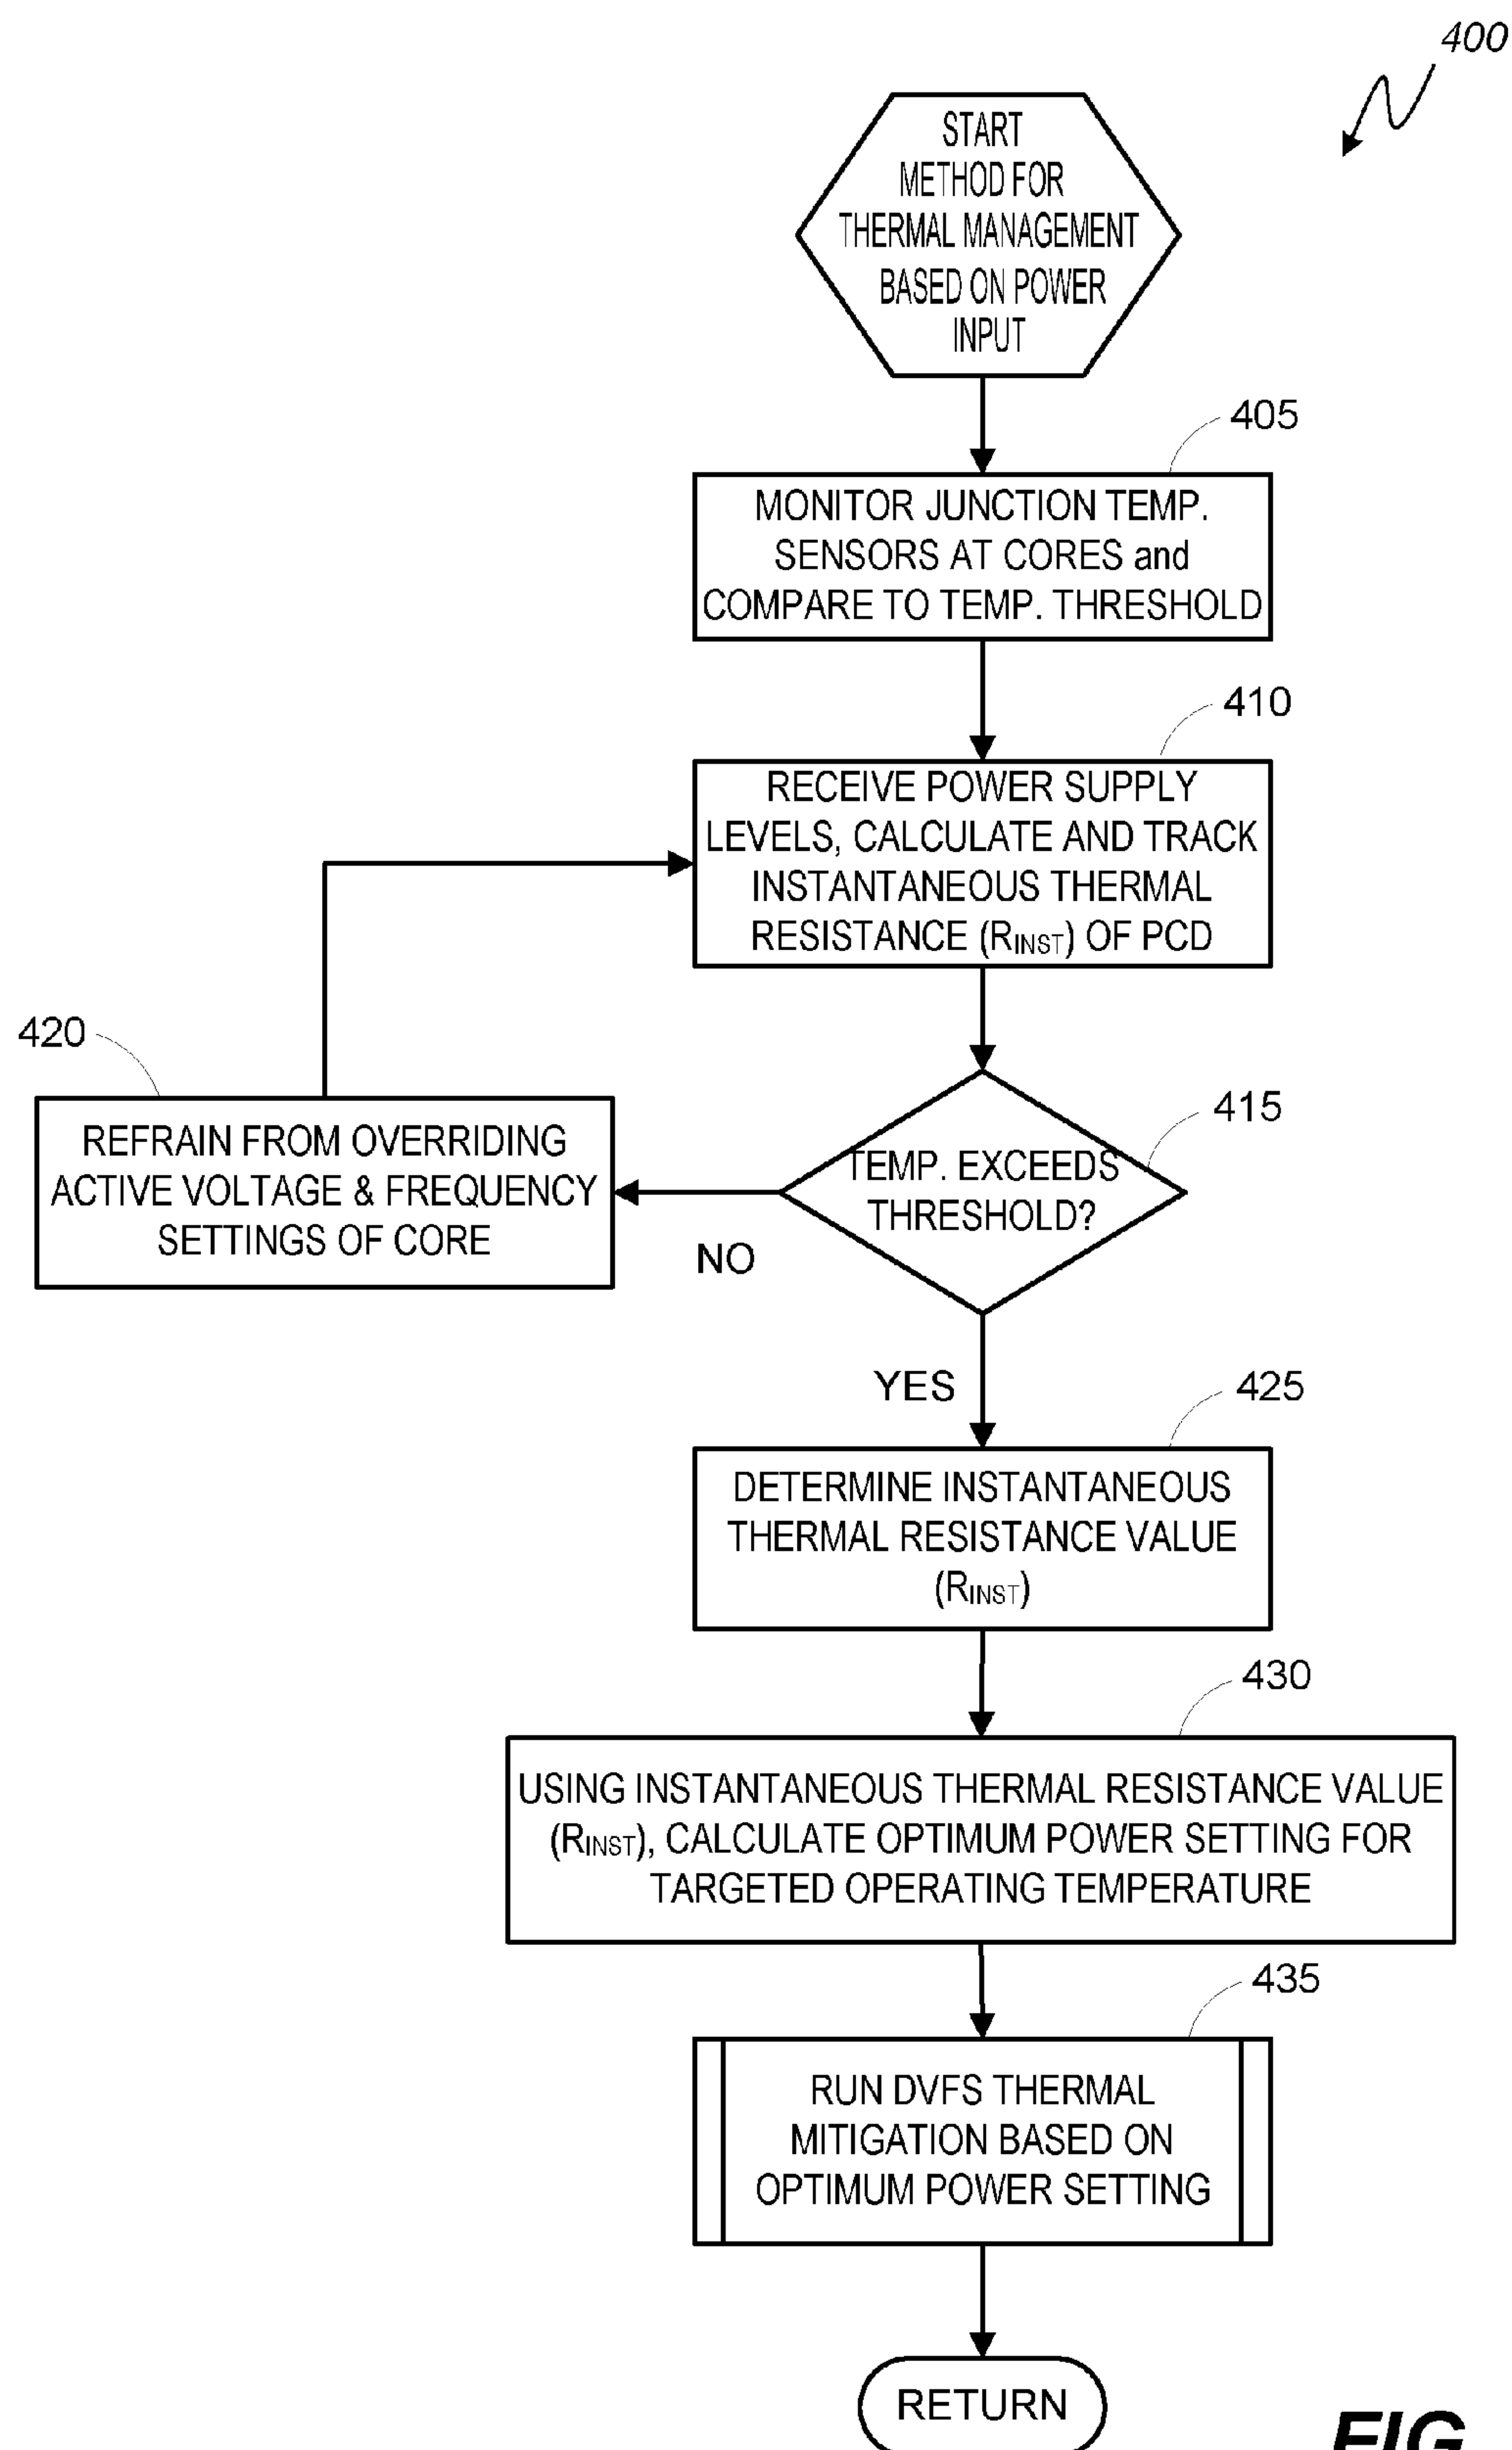 400
START
METHOD FOR
THERMAL MANAGEMENT
BASED ON POWER
INPUT
405
MONITOR JUNCTION TEMP.
SENSORS AT CORES and
COMPARE TO TEMP. THRESHOLD
410
RECEIVE POWER SUPPLY
LEVELS, CALCULATE AND TRACK
INSTANTANEOUS THERMAL
RESISTANCE (RINST) OF PCD
420
REFRAIN FROM OVERRIDING
ACTIVE VOLTAGE & FREQUENCY
SETTINGS OF CORE
415
TEMP. EXCEEDS
THRESHOLD?
NO
YES
425
DETERMINE INSTANTANEOUS
THERMAL RESISTANCE VALUE
(RINST)
430
USING INSTANTANEOUS THERMAL RESISTANCE VALUE
(RINST), CALCULATE OPTIMUM POWER SETTING FOR
TARGETED OPERATING TEMPERATURE
435
RUN DVFS THERMAL
MITIGATION BASED ON
OPTIMUM POWER SETTING
RETURN
FIG